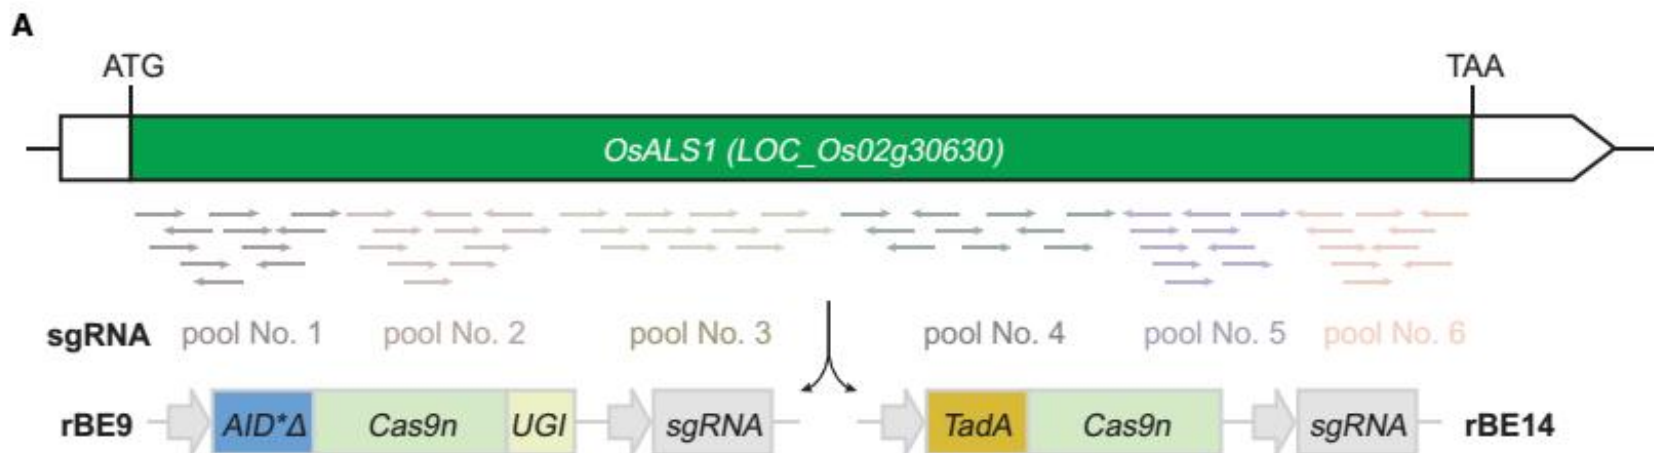 A
ATG TAA
OsALS1 (LOC_Os02g30630)
sgRNA pool No. 1 pool No. 2 pool No. 3 pool No. 4 pool No. 5 pool No. 6
rBE9 AID*Δ Cas9n UGI sgRNA TadA Cas9n sgRNA rBE14